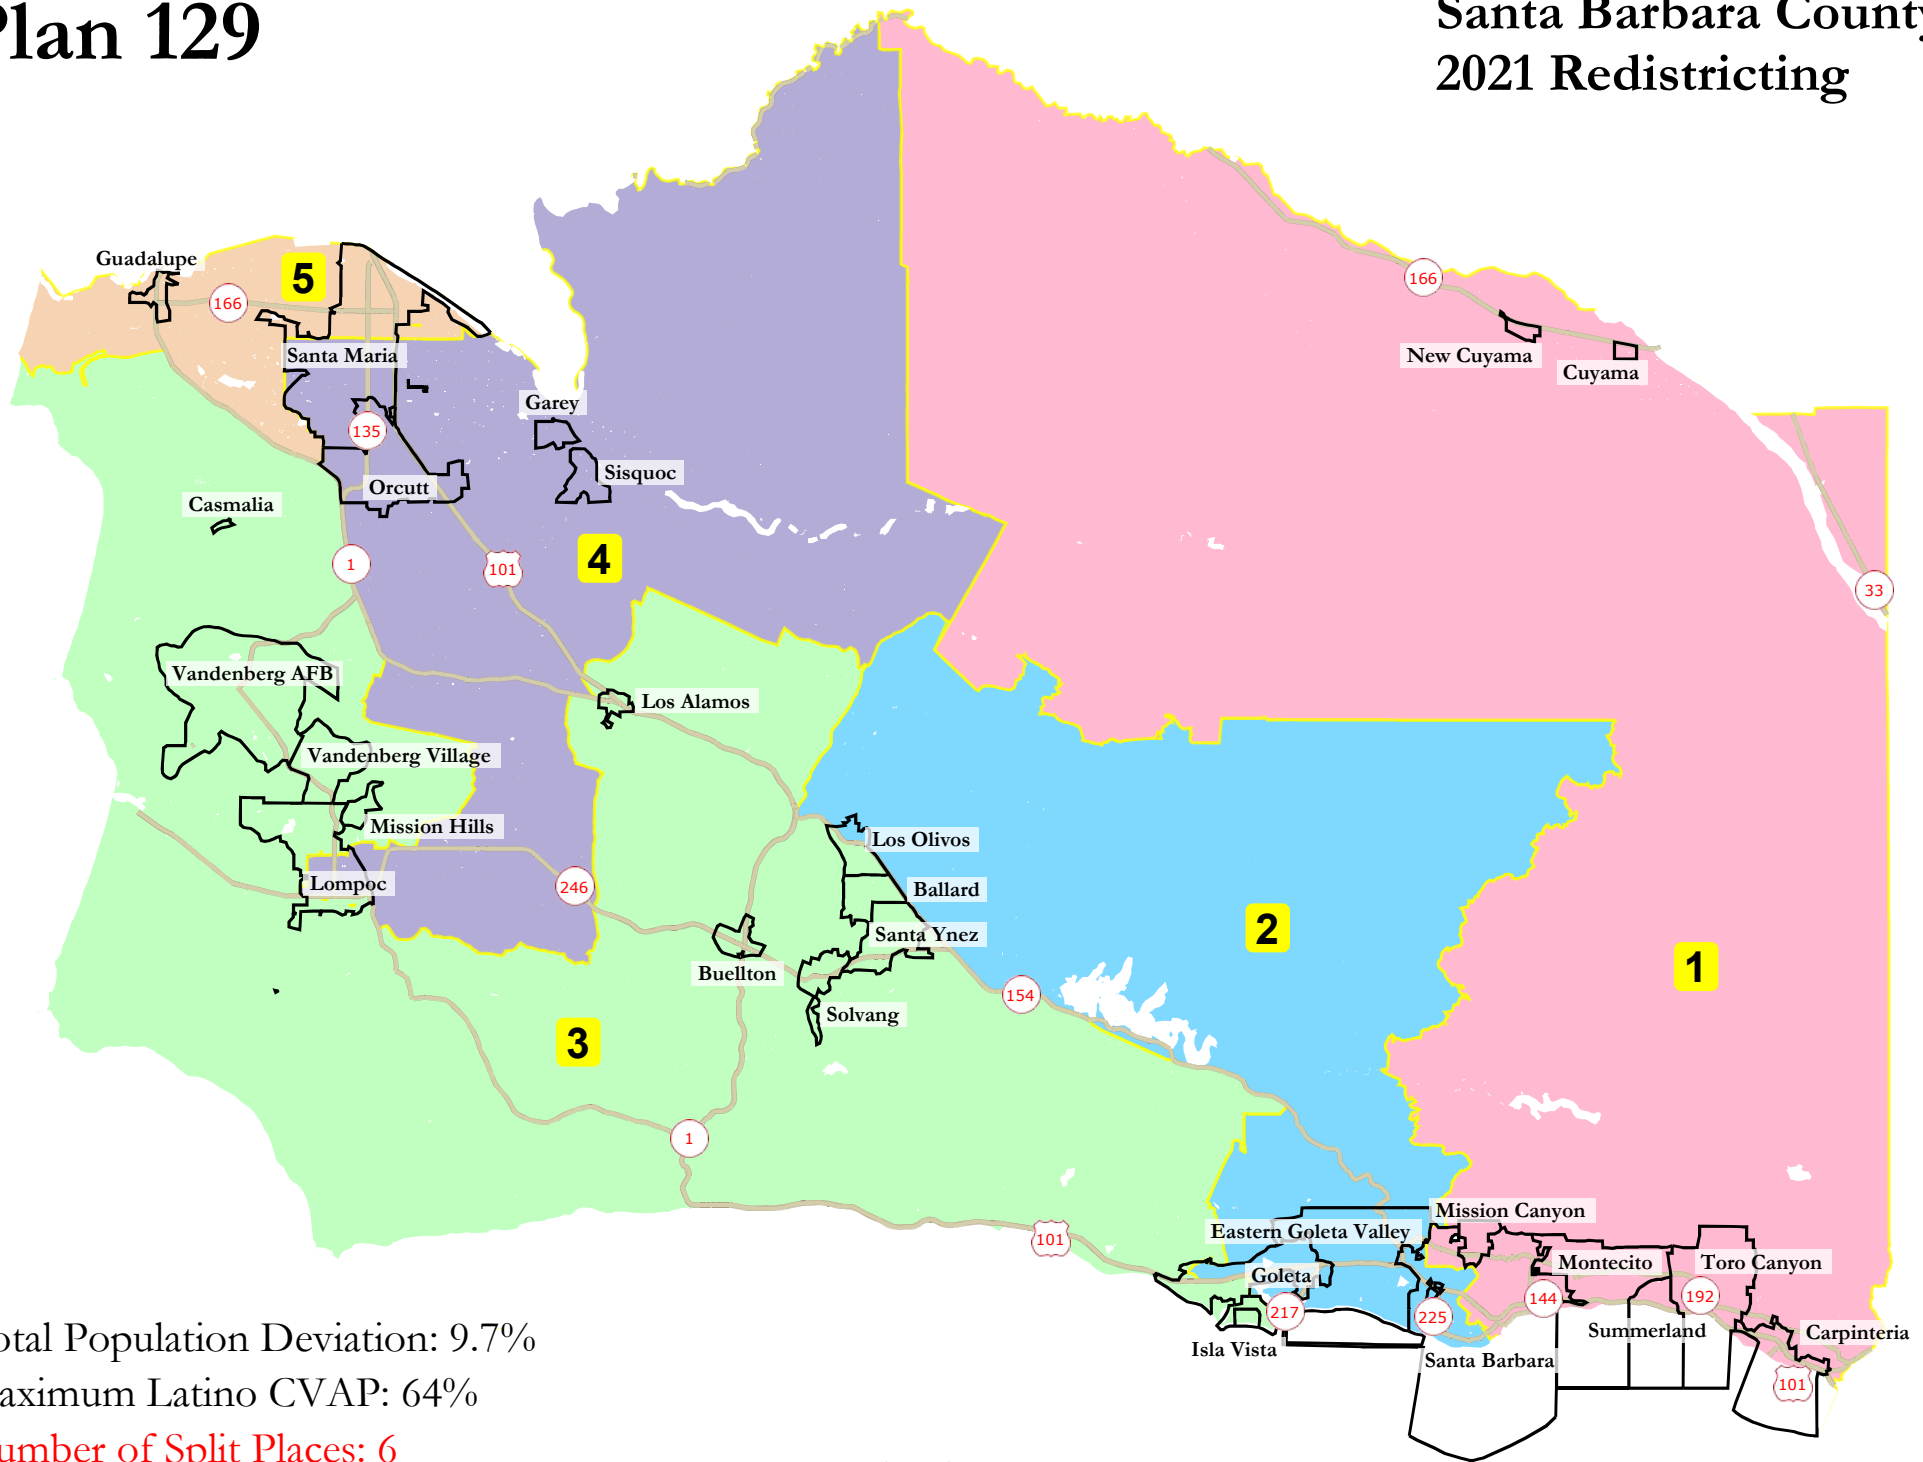 Plan 129
Santa Barbara County
2021 Redistricting
Guadalupe
5
166
166
Santa Maria
New Cuyama
Cuyama
Garey
135
Sisquoc
Orcutt
Casmalia
4
1
101
33
Vandenberg AFB
Los Alamos
Vandenberg Village
Mission Hills
Los Olivos
Lompoc
246
Ballard
2
Santa Ynez
1
Buellton
154
Solvang
3
1
Mission Canyon
101
Eastern Goleta Valley
Montecito
Toro Canyon
Goleta
217
225
144
192
Summerland
Carpinteria
Isla Vista
Santa Barbara
101
otal Population Deviation: 9.7%
aximum Latino CVAP: 64%
umber of Split Places: 6